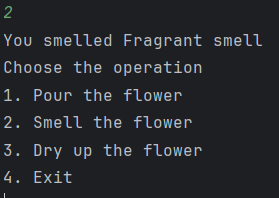 2
You smelled Fragrant smell
Choose the operation
1. Pour the flower
2. Smell the flower
3. Dry up the flower
4. Exit